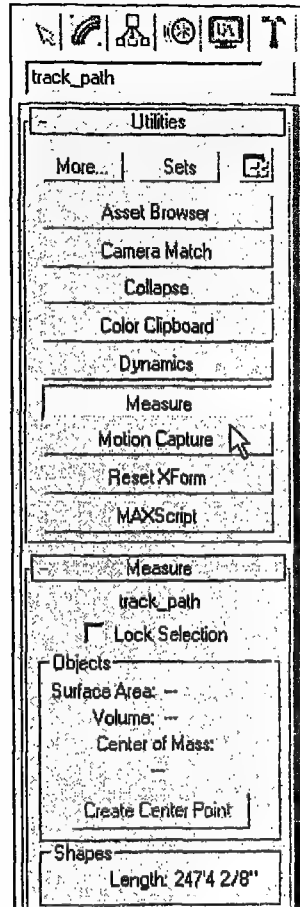 track_path
- Utilities
More... Sets
Asset Browser
Camera Match
Collapse
Color Clipboard
Dynamics
Measure
Motion Capture
Reset XForm
MAXScript
- Measure
track_path
Lock Selection
Objects
Surface Area: --
Volume: --
Center of Mass:
--
Create Center Point
Shapes
Length: 247'4 2/8"